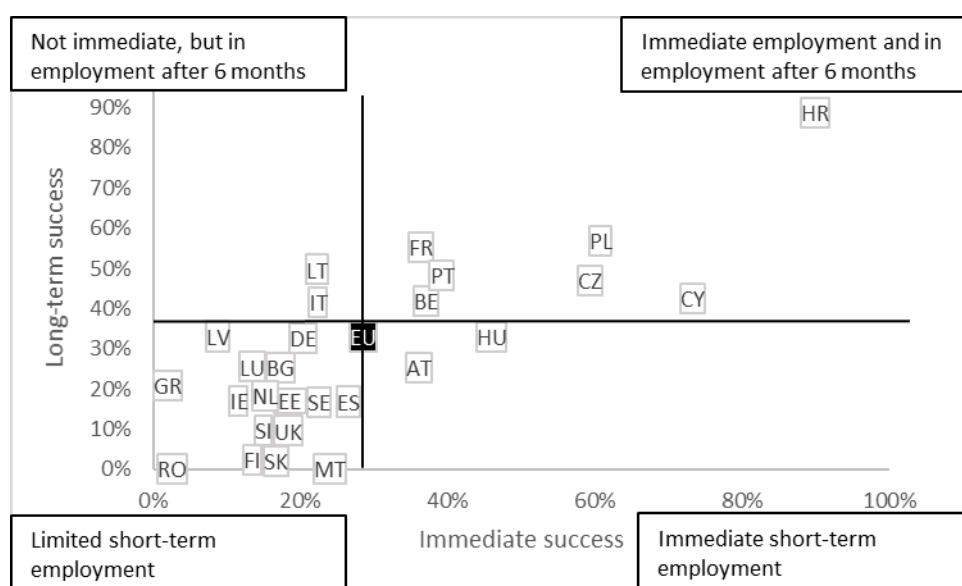 Not immediate, but in
employment after 6 months
Immediate employment and in
employment after 6 months
Long-term success
90%
80%
70%
60%
50%
40%
30%
20%
10%
0%
HR
FR
PL
LT
PT
CZ
IT
BE
CY
LV
DE
EU
HU
LU
BG
AT
GR
IE
NL
EE
SE
ES
SI
UK
FI
SK
RO
MT
0%
20%
40%
60%
80%
100%
Immediate success
Limited short-term
employment
Immediate short-term
employment